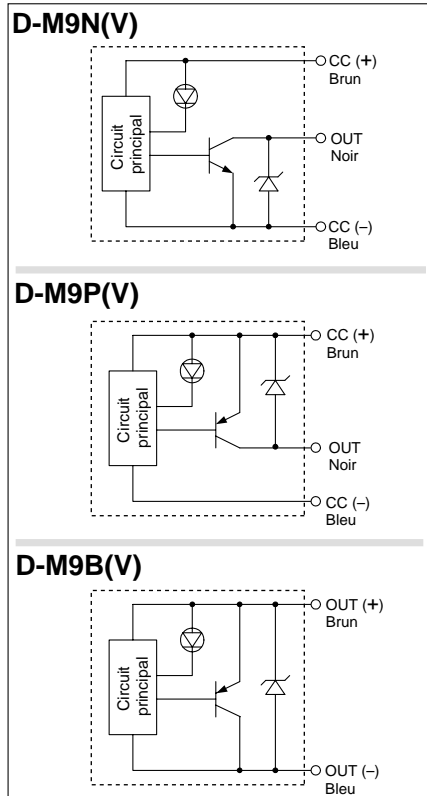 D-M9N(V)
CC (+)
Brun
Circuit
principal
OUT
Noir
CC (–)
Bleu
D-M9P(V)
CC (+)
Brun
Circuit
principal
OUT
Noir
CC (–)
Bleu
D-M9B(V)
OUT (+)
Brun
Circuit
principal
OUT (–)
Bleu